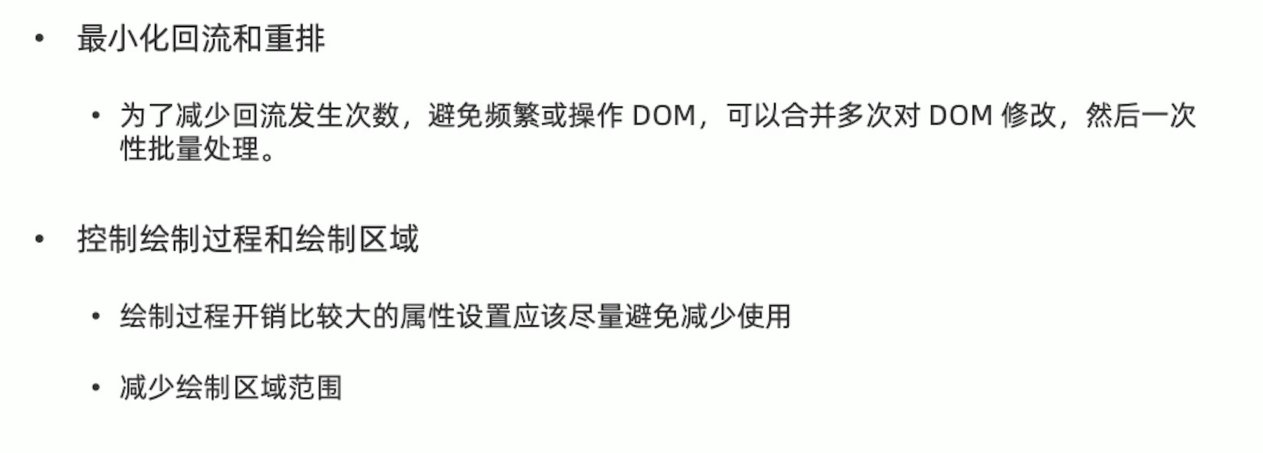 • 最小化回流和重排
• 为了减少回流发生次数，避免频繁或操作 DOM，可以合并多次对 DOM 修改，然后一次
性批量处理。
• 控制绘制过程和绘制区域
• 绘制过程开销比较大的属性设置应该尽量避免减少使用
• 减少绘制区域范围